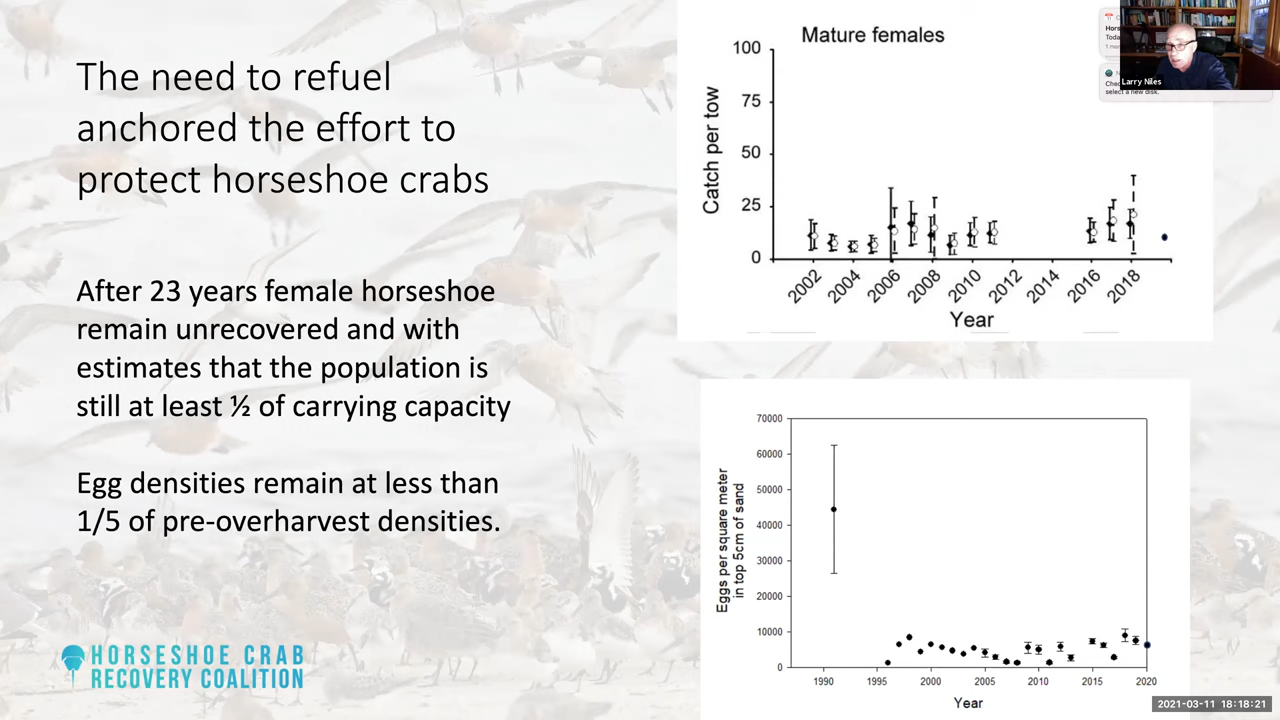 The need to refuel
anchored the effort to
protect horseshoe crabs
After 23 years female horseshoe
remain unrecovered and with
estimates that the population is
still at least ½ of carrying capacity
Egg densities remain at less than
1/5 of pre-overharvest densities.
HORSESHOE CRAB
RECOVERY COALITION
Mature females
Catch per tow
100
75
50
25
0
2002
2004
2006
2008
2010
2012
2014
2016
2018
Year
Eggs per square meter
in top 5cm of sand
70000
60000
50000
40000
30000
20000
10000
0
1990
1995
2000
2005
2010
2015
2020
Year
Larry Niles
select a new disk.
2021-03-11 18:18:21